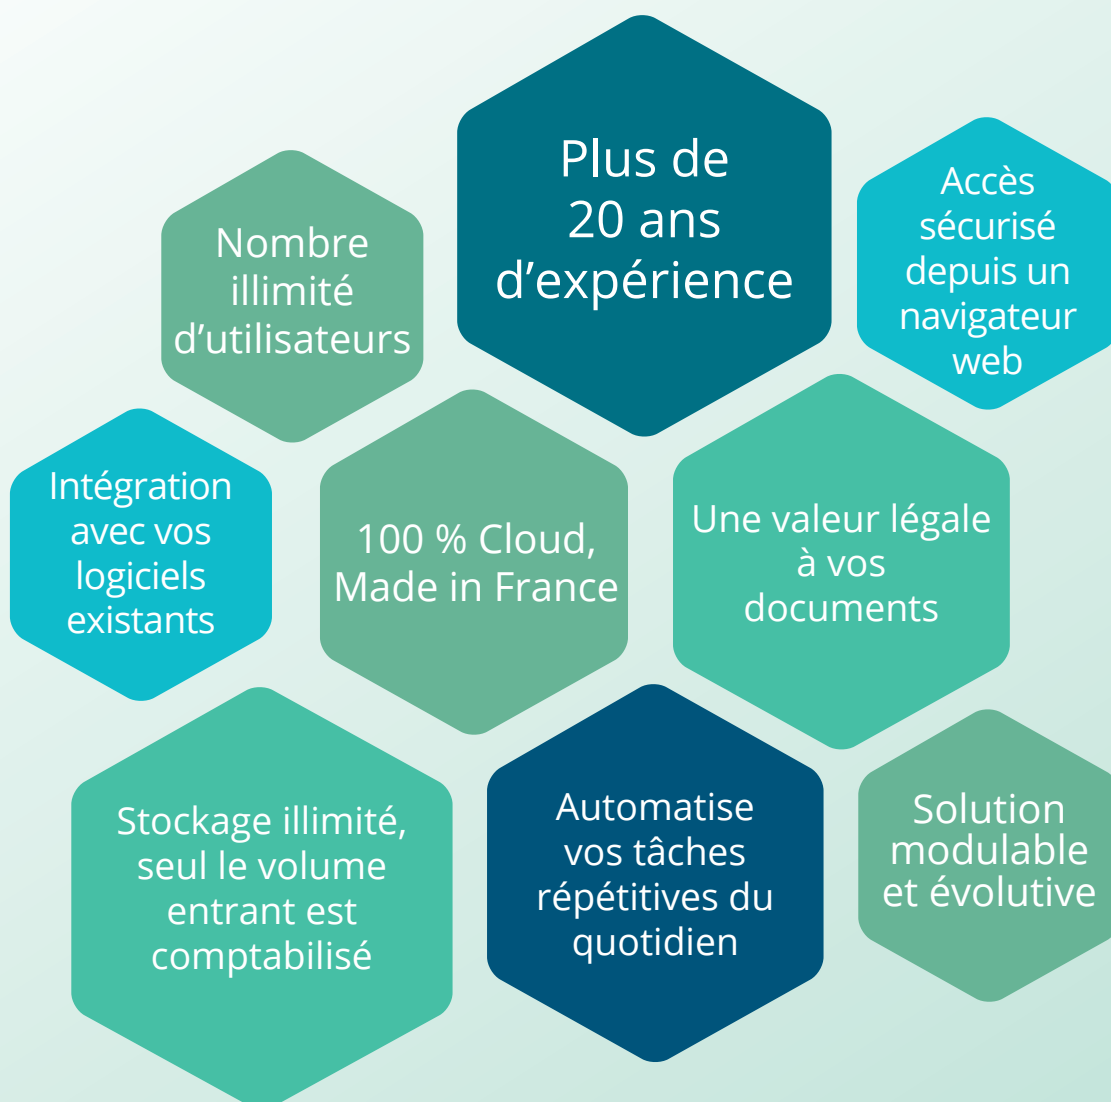 Plus de
20 ans
d’expérience
Nombre
illimité
d’utilisateurs
Accès
sécurisé
depuis un
navigateur
web
Intégration
avec vos
logiciels
existants
100 % Cloud,
Made in France
Une valeur légale
à vos
documents
Stockage illimité,
seul le volume
entrant est
comptabilisé
Automatise
vos tâches
répétitives du
quotidien
Solution
modulable
et évolutive